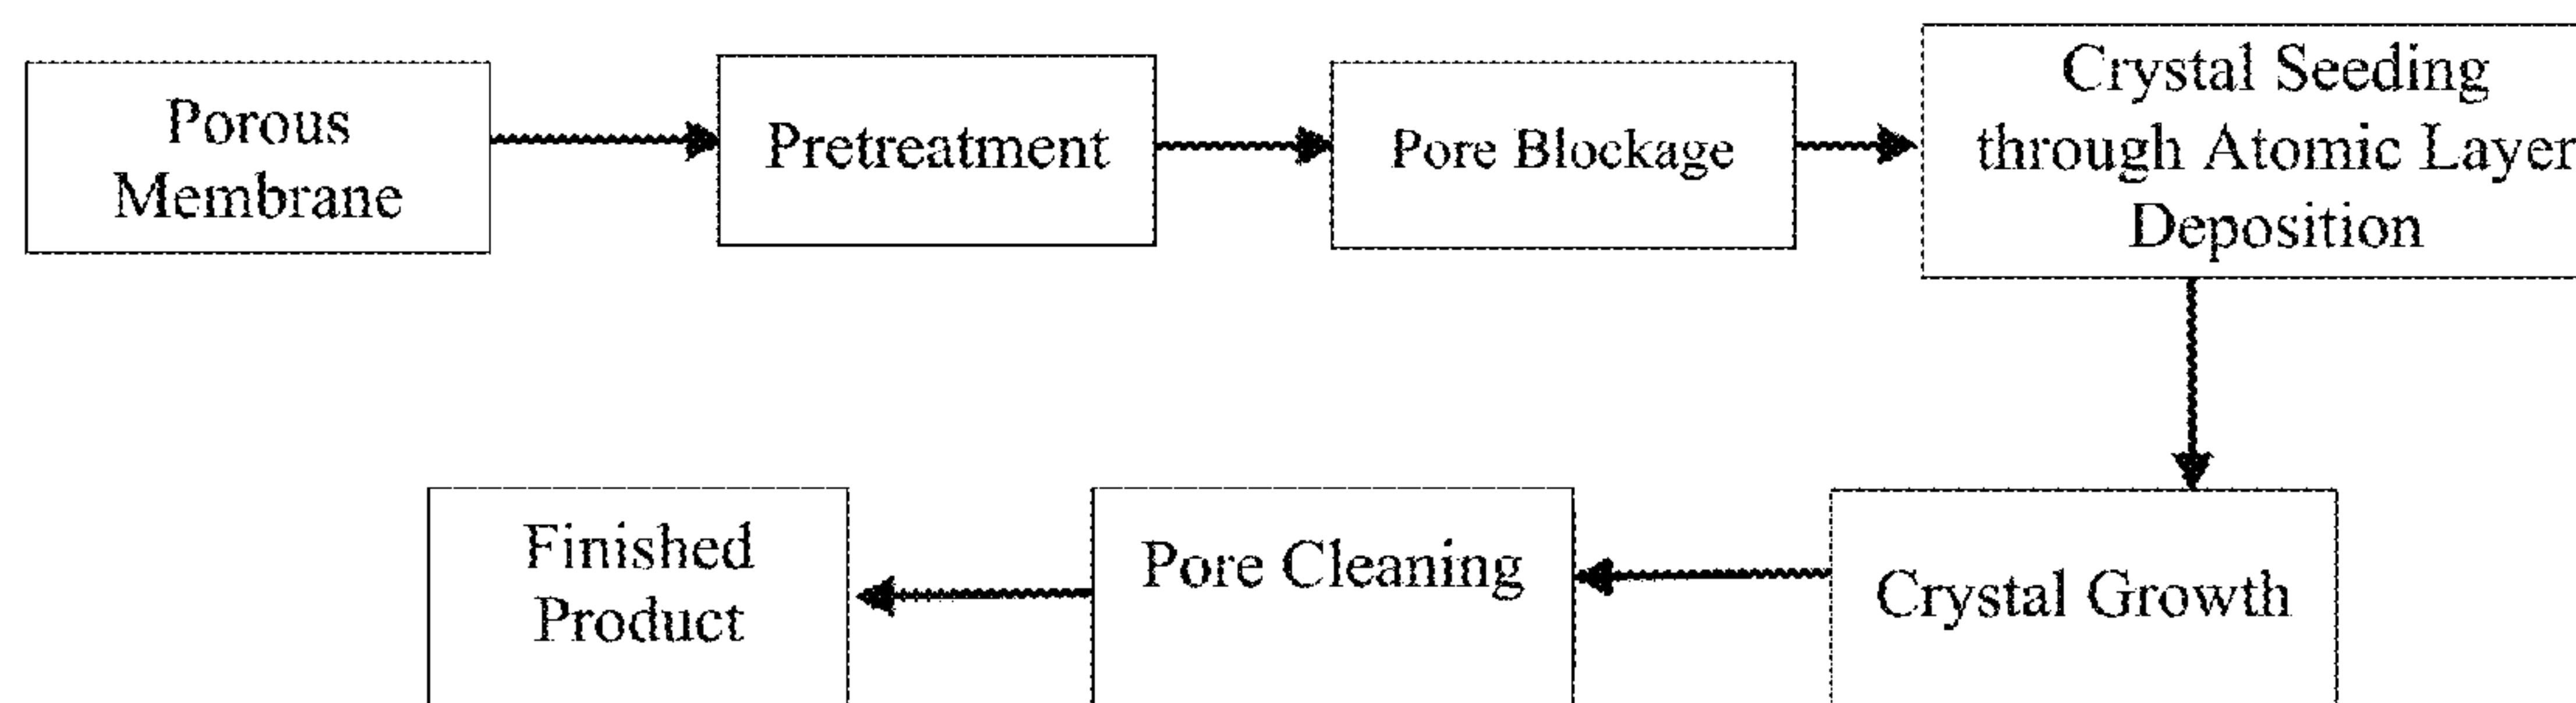 Porous
Membrane
Pretreatment
Pore Blockage
Crystal Seeding
through Atomic Layer
Deposition
Crystal Growth
Pore Cleaning
Finished
Product